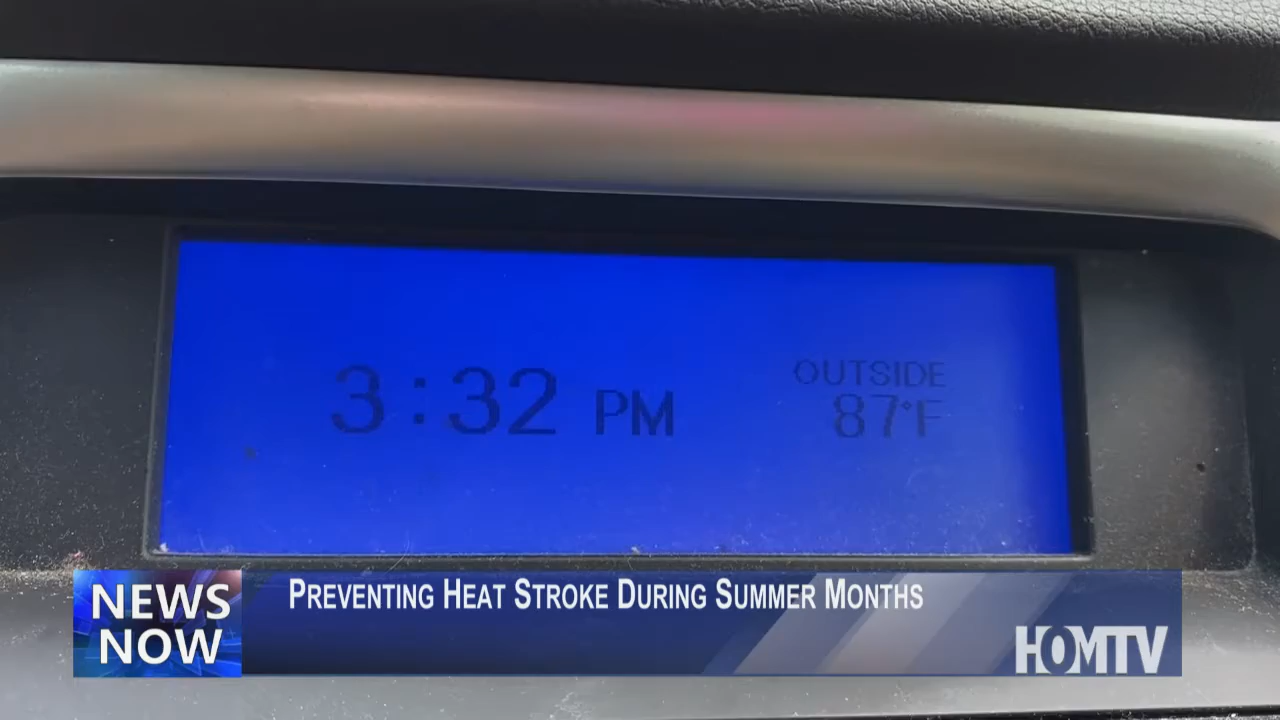 3:32 PM
OUTSIDE
87°F
NEWS
NOW
PREVENTING HEAT STROKE DURING SUMMER MONTHS
HOMTV